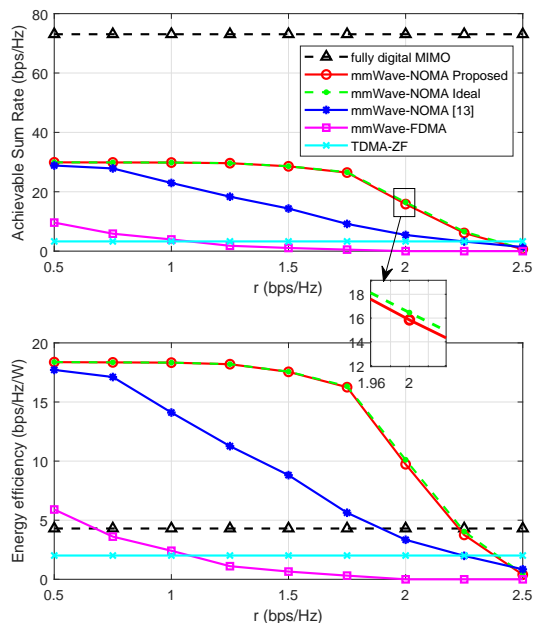 80
60
40
20
0
Achievable Sum Rate (bps/Hz)
fully digital MIMO
mmWave-NOMA Proposed
mmWave-NOMA Ideal
mmWave-NOMA [13]
mmWave-FDMA
TDMA-ZF
0.5 1 1.5 2 2.5
r (bps/Hz)
18
16
14
12
1.96 2
20
15
10
5
0
Energy efficiency (bps/Hz/W)
0.5 1 1.5 2 2.5
r (bps/Hz)